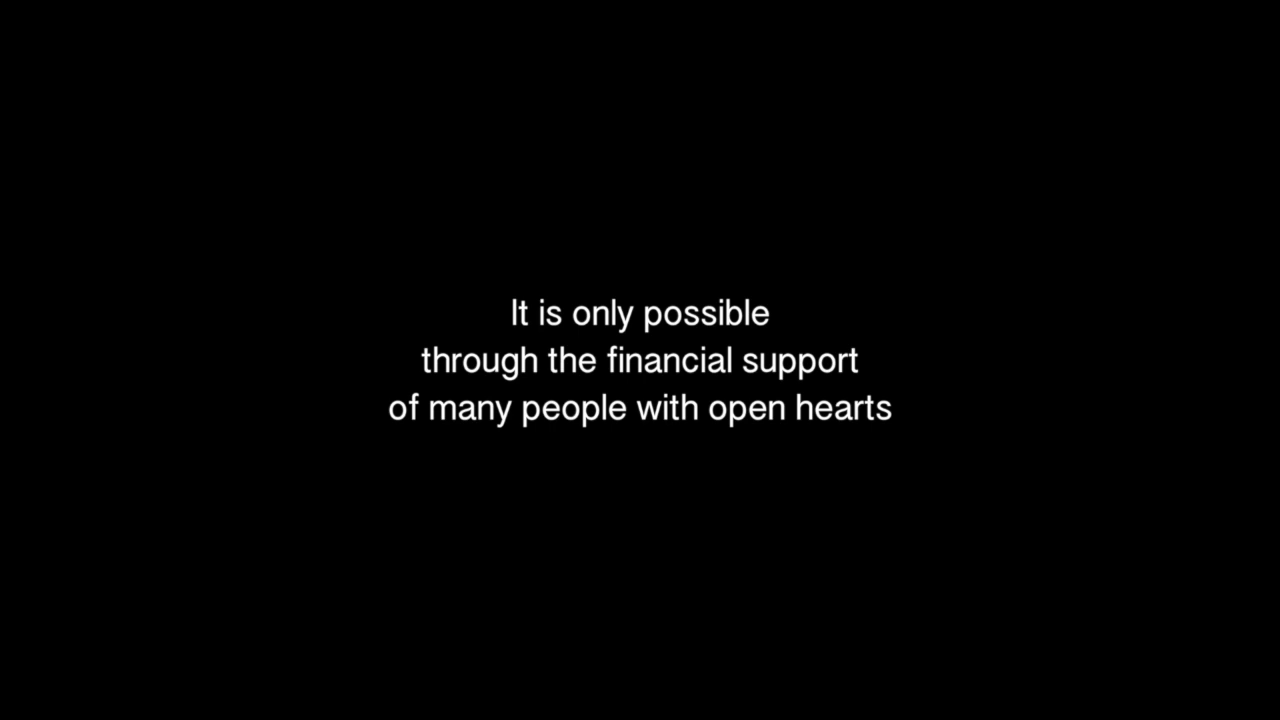 It is only possible
through the financial support
of many people with open hearts